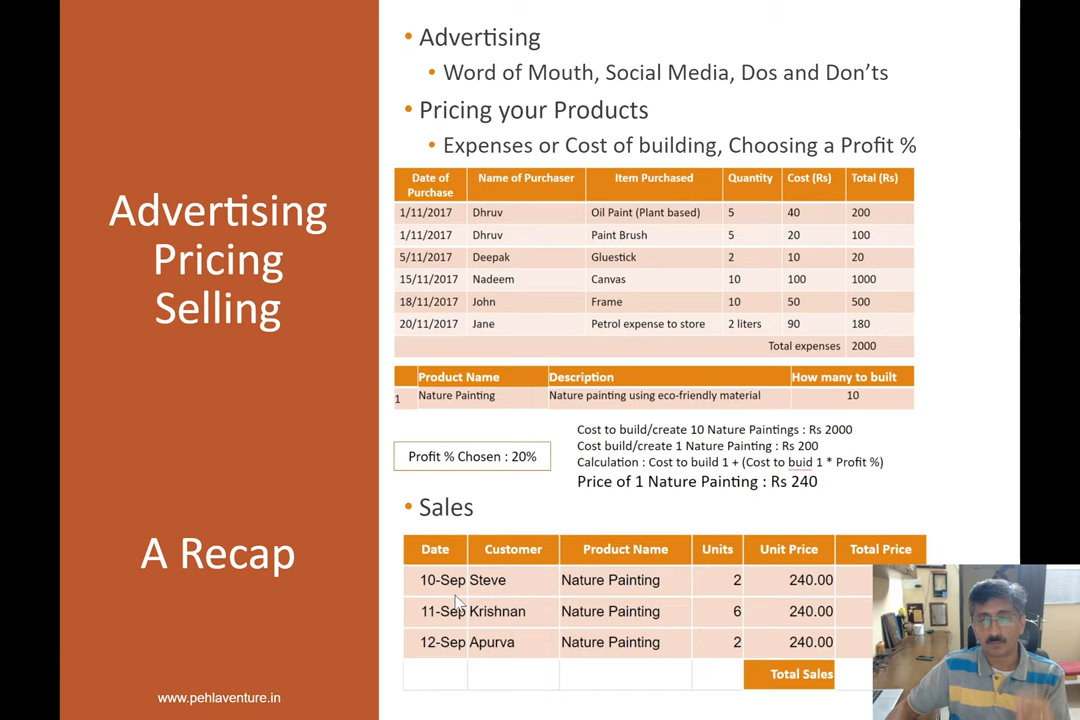 Advertising
Pricing
Selling
A Recap
www.pehlaventure.in
• Advertising
• Word of Mouth, Social Media, Dos and Don'ts
• Pricing your Products
• Expenses or Cost of building, Choosing a Profit %
Date of Purchase Name of Purchaser Item Purchased Quantity Cost (Rs) Total (Rs)
1/11/2017 Dhruv Oil Paint (Plant based) 5 40 200
1/11/2017 Dhruv Paint Brush 5 20 100
5/11/2017 Deepak Gluestick 2 10 20
15/11/2017 Nadeem Canvas 10 100 1000
18/11/2017 John Frame 10 50 500
20/11/2017 Jane Petrol expense to store 2 liters 90 180
Total expenses 2000
Product Name Description How many to built
1 Nature Painting Nature painting using eco-friendly material 10
Profit % Chosen : 20%
Cost to build/create 10 Nature Paintings : Rs 2000
Cost build/create 1 Nature Painting : Rs 200
Calculation : Cost to build 1 + (Cost to buid 1 * Profit %)
Price of 1 Nature Painting : Rs 240
• Sales
Date Customer Product Name Units Unit Price Total Price
10-Sep Steve Nature Painting 2 240.00
11-Sep Krishnan Nature Painting 6 240.00
12-Sep Apurva Nature Painting 2 240.00
Total Sales